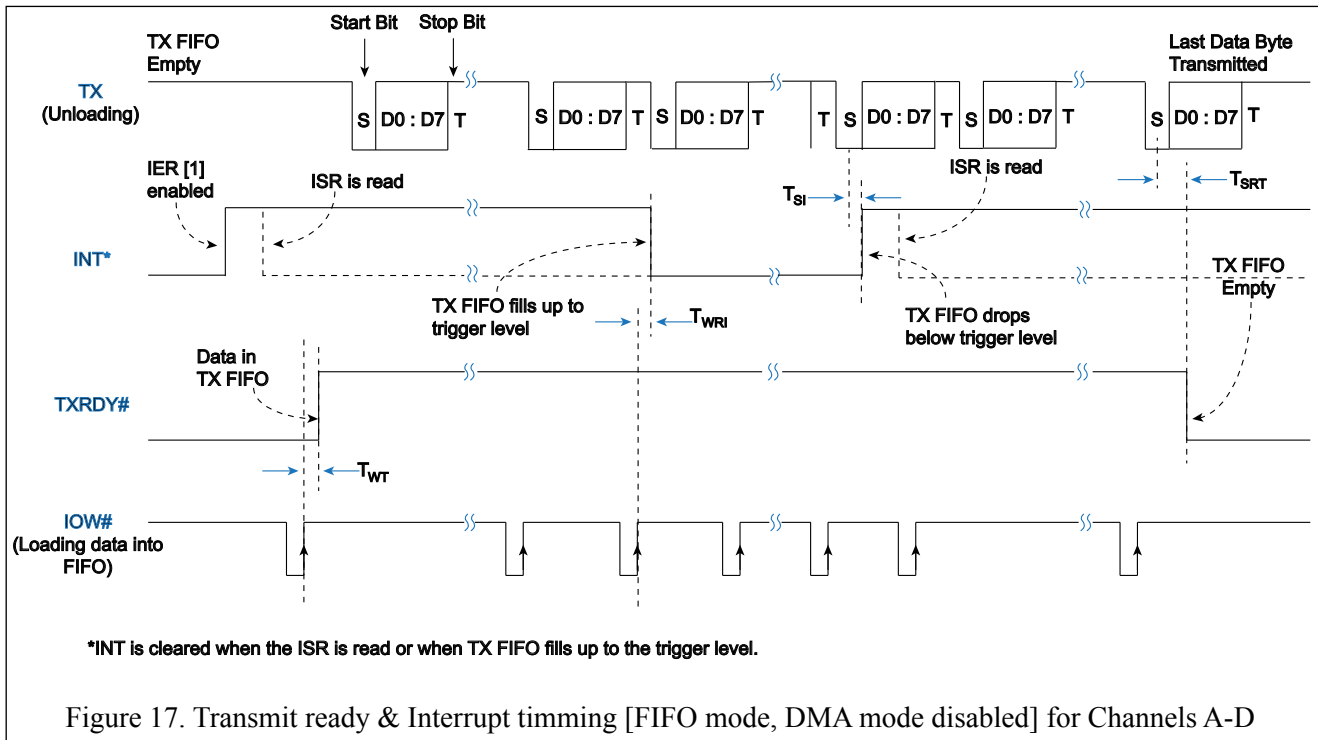 Start Bit
Stop Bit
TX FIFO
Empty
Last Data Byte
Transmitted
TX
(Unloading)
S D0 : D7 T
S D0 : D7 T S D0 : D7 T
T S D0 : D7 T S D0 : D7 T
S D0 : D7 T
IER [1]
enabled
ISR is read
ISR is read
TSRT
TSI
INT*
TX FIFO
Empty
TX FIFO fills up to
trigger level
TWRI
TX FIFO drops
below trigger level
Data in
TX FIFO
TXRDY#
TWT
IOW#
(Loading data into
FIFO)
*INT is cleared when the ISR is read or when TX FIFO fills up to the trigger level.
Figure 17. Transmit ready & Interrupt timming [FIFO mode, DMA mode disabled] for Channels A-D